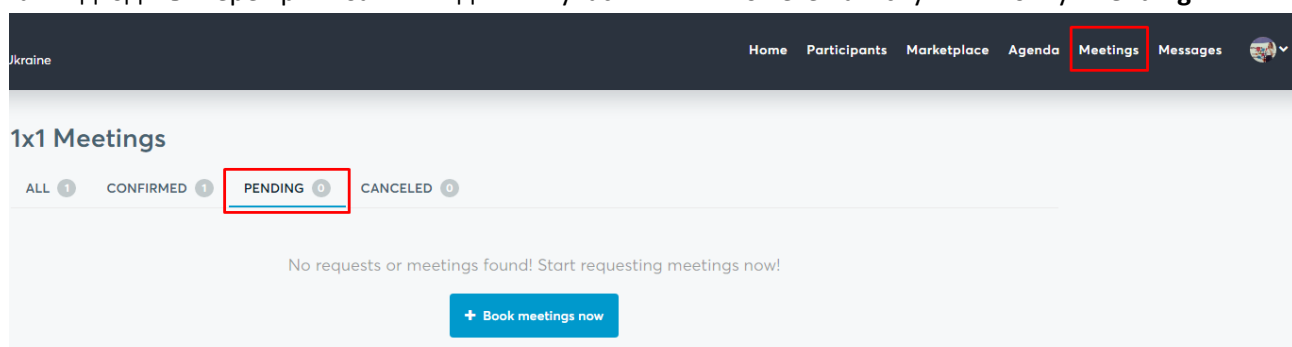 Ukraine
Home Participants Marketplace Agenda Meetings Messages
1x1 Meetings
ALL 1 CONFIRMED 1 PENDING 0 CANCELED 0
No requests or meetings found! Start requesting meetings now!
+ Book meetings now